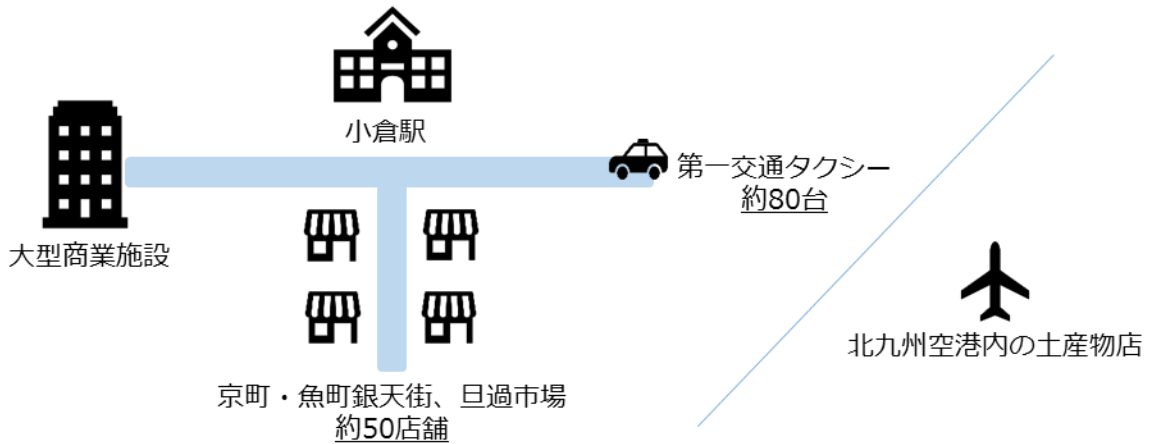 小倉駅
第一交通タクシー
約80台
大型商業施設
北九州空港内の土産物店
京町・魚町銀天街、旦過市場
約50店舗